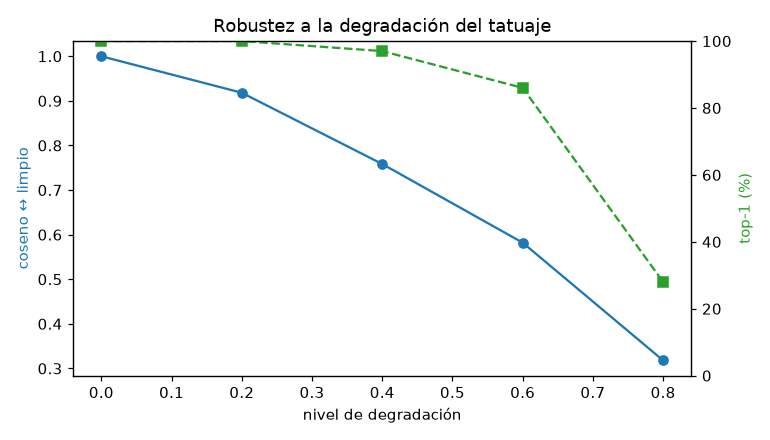 Robustez a la degradación del tatuaje
coseno ↔ limpio
1.0
0.9
0.8
0.7
0.6
0.5
0.4
0.3
100
80
60
40
20
0
top-1 (%)
0.0 0.1 0.2 0.3 0.4 0.5 0.6 0.7 0.8
nivel de degradación